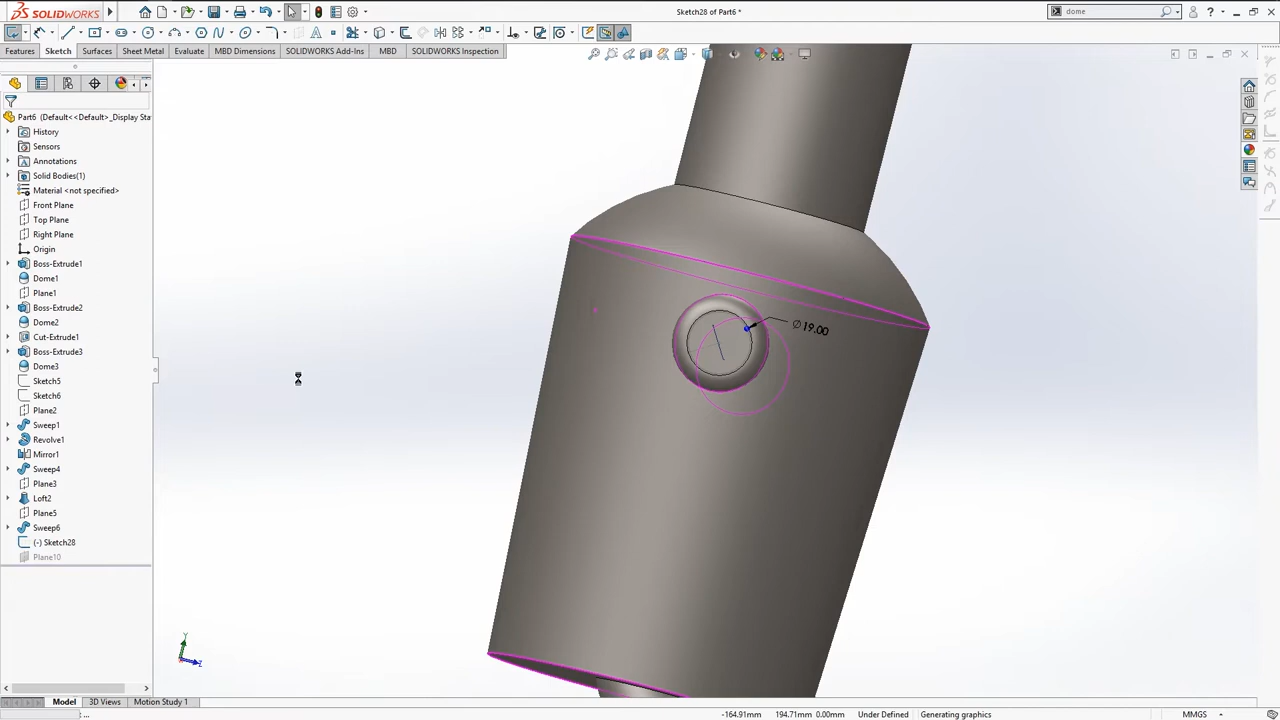 SOLIDWORKS
Sketch28 of Part6 *
dome
Features
Sketch
Surfaces
Sheet Metal
Evaluate
MBD Dimensions
SOLIDWORKS Add-Ins
MBD
SOLIDWORKS Inspection
Part6 (Default<<Default>_Display Sta
History
Sensors
Annotations
Solid Bodies(1)
Material <not specified>
Front Plane
Top Plane
Right Plane
Origin
Boss-Extrude1
Dome1
Plane1
Boss-Extrude2
Dome2
Cut-Extrude1
Boss-Extrude3
Dome3
Sketch5
Sketch6
Plane2
Sweep1
Revolve1
Mirror1
Sweep4
Plane3
Loft2
Plane5
Sweep6
(-) Sketch28
Plane10
∅19.00
Y
Z
Model
3D Views
Motion Study 1
: ...
-164.91mm
194.71mm 0.00mm
Under Defined
Generating graphics
MMGS